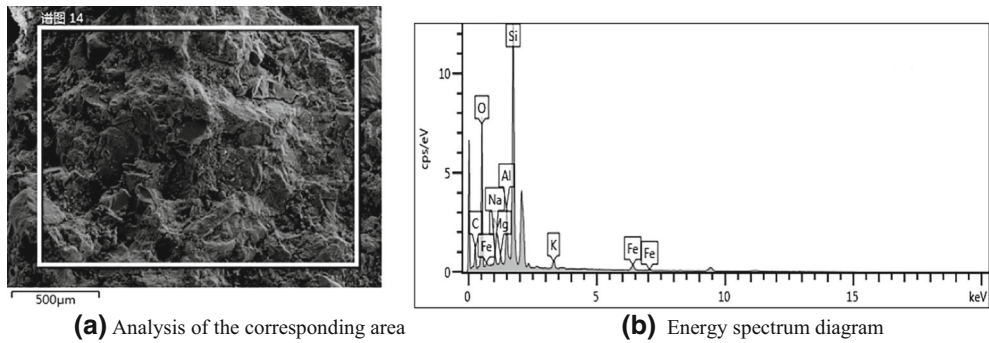 谱图 14
500μm
(a) Analysis of the corresponding area
cps/eV
10
5
0
Si
O
Al
Na
C
Mg
Fe
K
Fe
Fe
0
5
10
15
keV
(b) Energy spectrum diagram